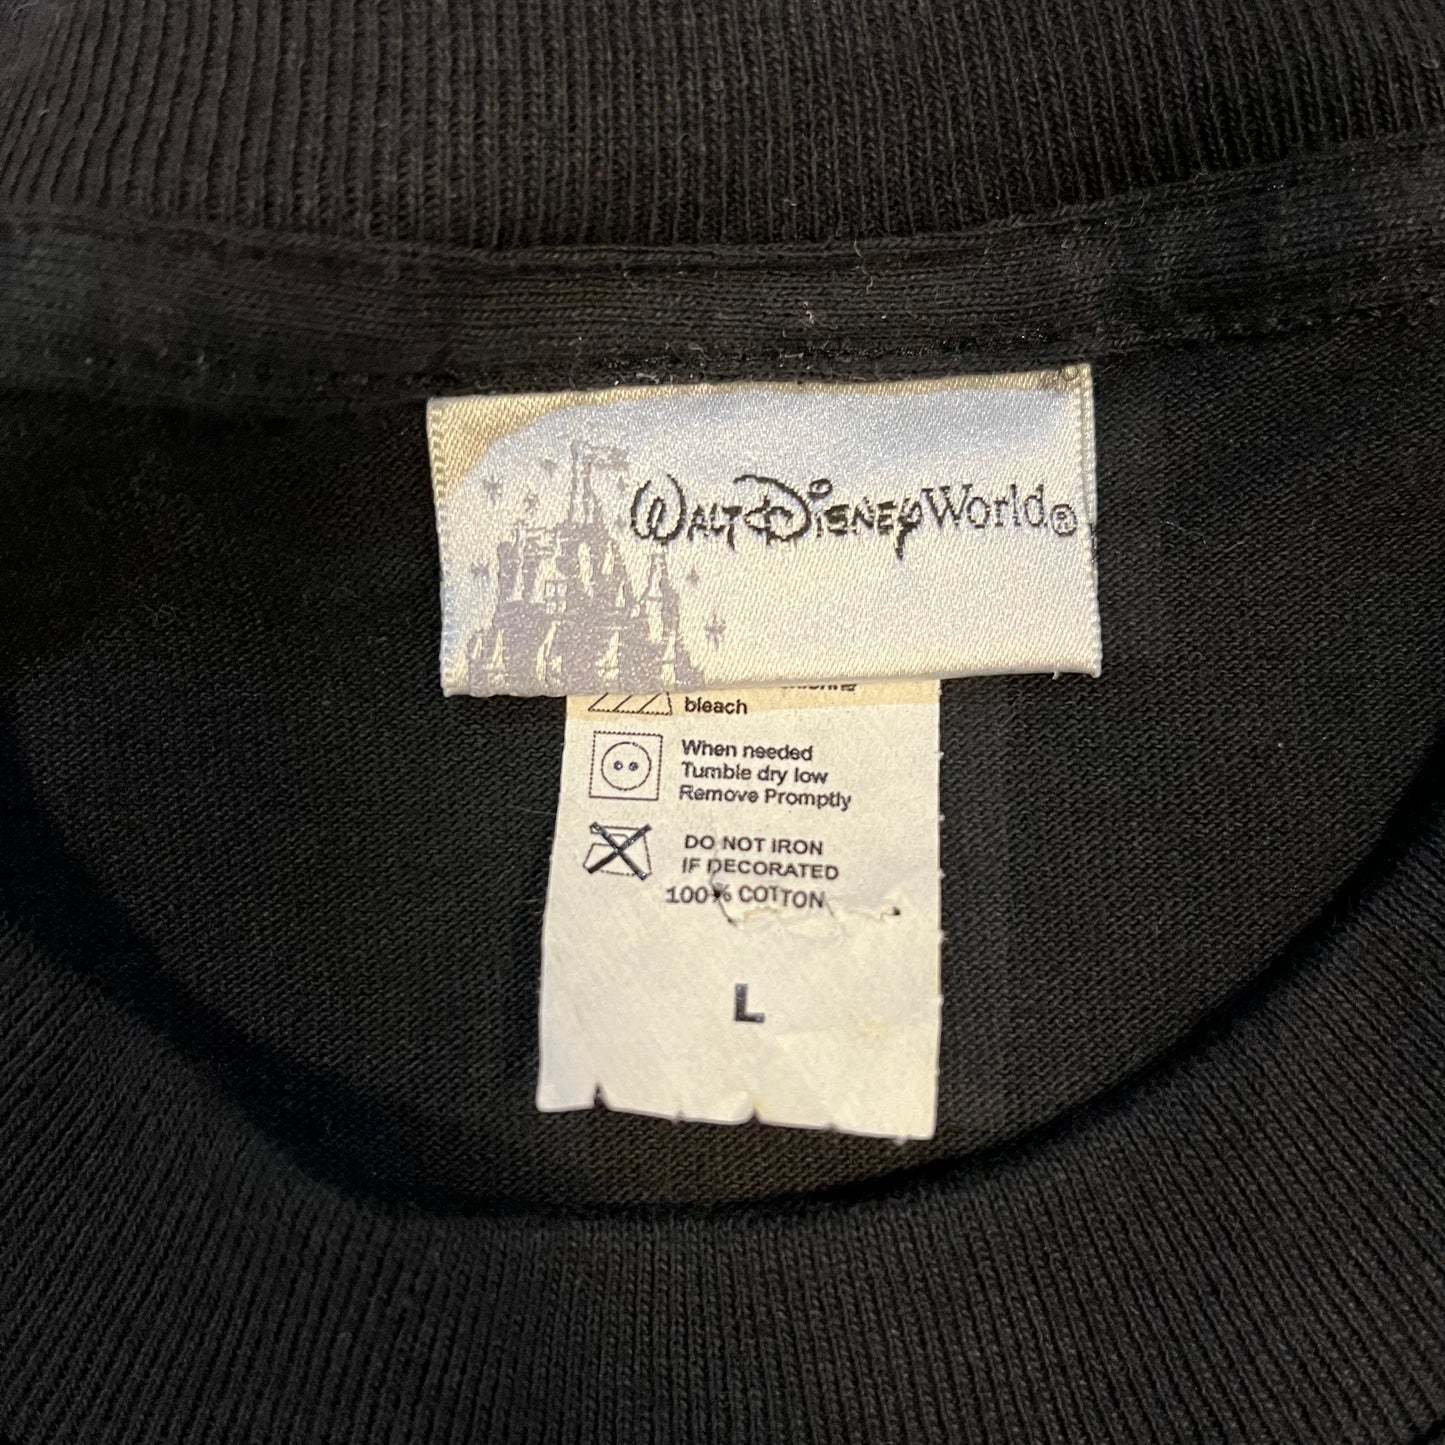 WALT DISNEY World®
bleach
When needed
Tumble dry low
Remove Promptly
DO NOT IRON
IF DECORATED
100% COTTON
L